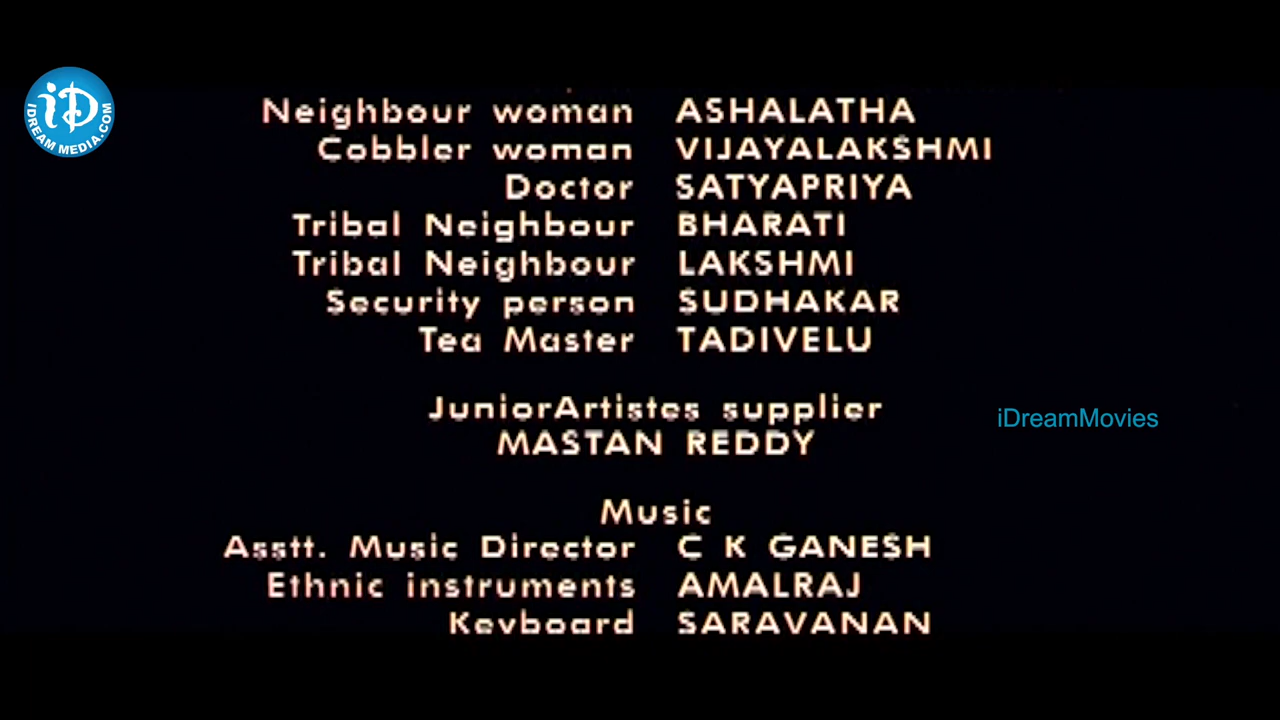 iD
IDREAM MEDIA.COM
Neighbour woman ASHALATHA
Cobbler woman VIJAYALAKSHMI
Doctor SATYAPRIYA
Tribal Neighbour BHARATI
Tribal Neighbour LAKSHMI
Security person SUDHAKAR
Tea Master TADIVELU
JuniorArtistes supplier
iDreamMovies
MASTAN REDDY
Music
Asstt. Music Director C K GANESH
Ethnic instruments AMALRAJ
Keyboard SARAVANAN